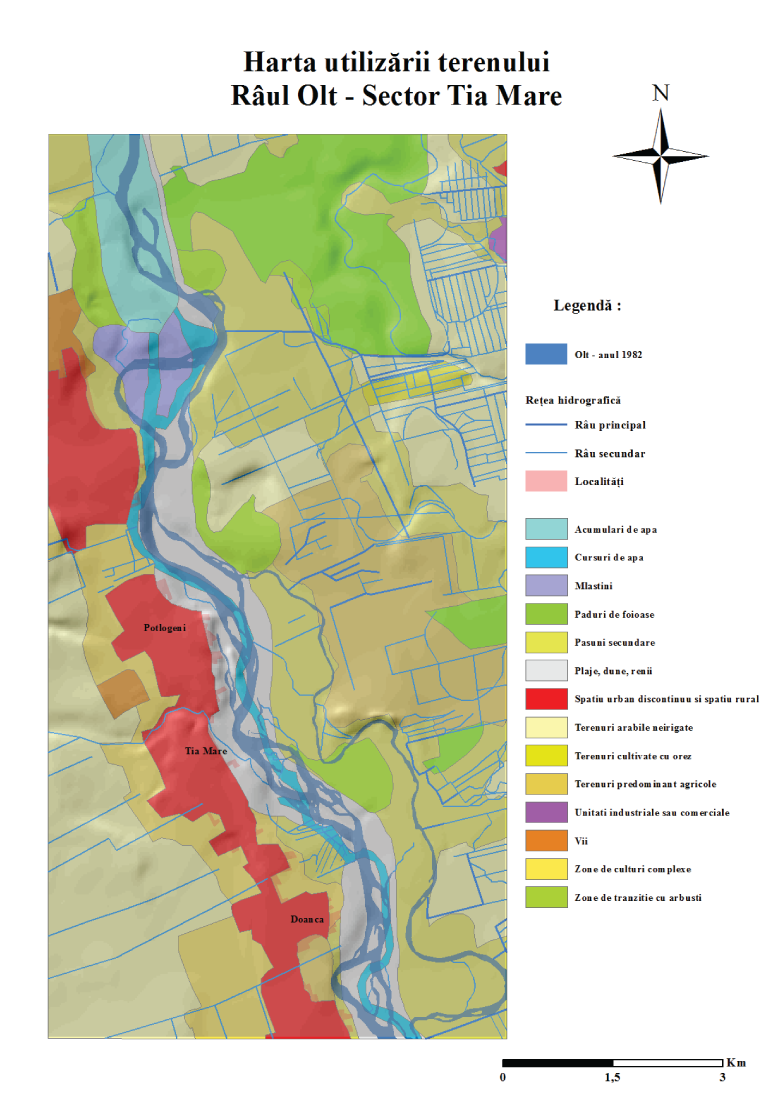 Harta utilizării terenului
Râul Olt - Sector Tia Mare
N
Potlogeni
Tia Mare
Doanca
Legendă :
Olt - anul 1982
Rețea hidrografică
Râu principal
Râu secundar
Localități
Acumulari de apa
Cursuri de apa
Mlastini
Paduri de foioase
Pasuni secundare
Plaje, dune, renii
Spatiu urban discontinuu si spatiu rural
Terenuri arabile neirigate
Terenuri cultivate cu orez
Terenuri predominant agricole
Unitati industriale sau comerciale
Vii
Zone de culturi complexe
Zone de tranzitie cu arbusti
Km
0 1,5 3